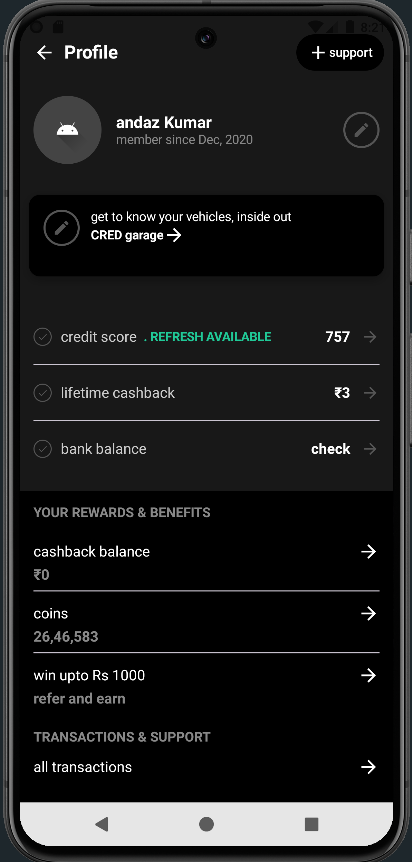 8:21
Profile
+ support
andaz Kumar
member since Dec, 2020
get to know your vehicles, inside out
CRED garage
credit score . REFRESH AVAILABLE 757
lifetime cashback ₹3
bank balance check
YOUR REWARDS & BENEFITS
cashback balance
₹0
coins
26,46,583
win upto Rs 1000
refer and earn
TRANSACTIONS & SUPPORT
all transactions